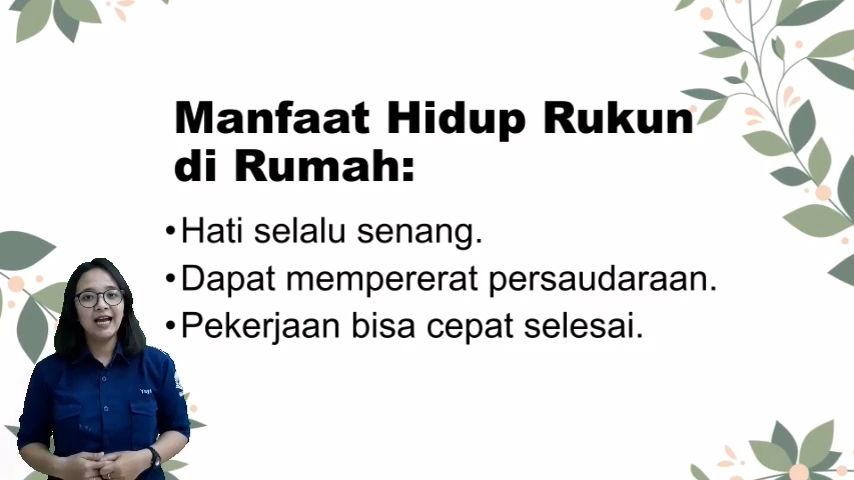 Manfaat Hidup Rukun
di Rumah:
•Hati selalu senang.
•Dapat mempererat persaudaraan.
•Pekerjaan bisa cepat selesai.